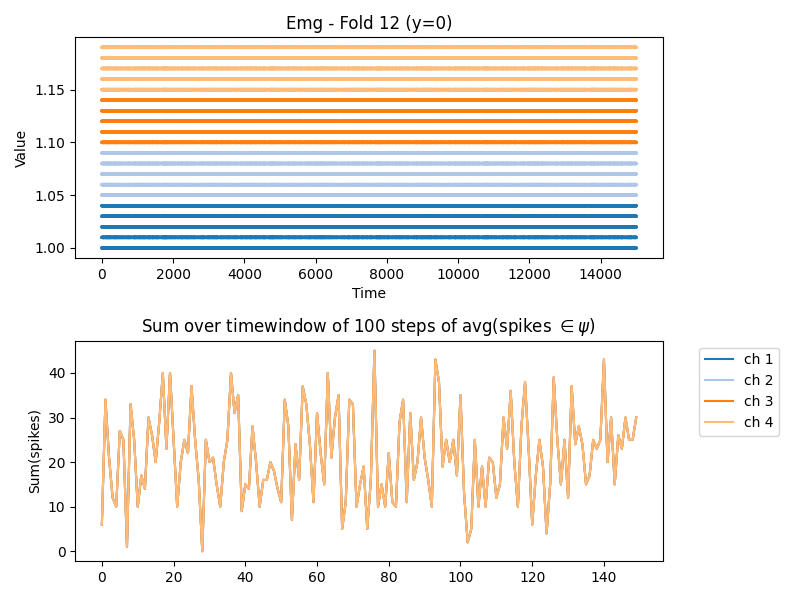 Emg - Fold 12 (y=0)
Value
1.15
1.10
1.05
1.00
0 2000 4000 6000 8000 10000 12000 14000
Time
Sum over timewindow of 100 steps of avg(spikes ∈ψ)
Sum(spikes)
40
30
20
10
0
0 20 40 60 80 100 120 140
ch 1
ch 2
ch 3
ch 4